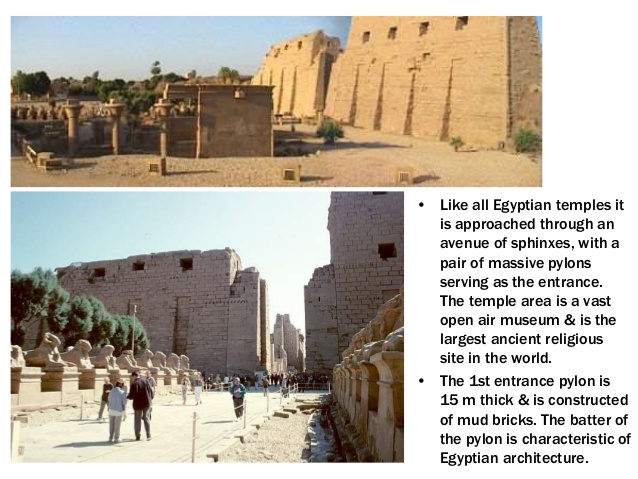 • Like all Egyptian temples it
is approached through an
avenue of sphinxes, with a
pair of massive pylons
serving as the entrance.
The temple area is a vast
open air museum & is the
largest ancient religious
site in the world.
• The 1st entrance pylon is
15 m thick & is constructed
of mud bricks. The batter of
the pylon is characteristic of
Egyptian architecture.